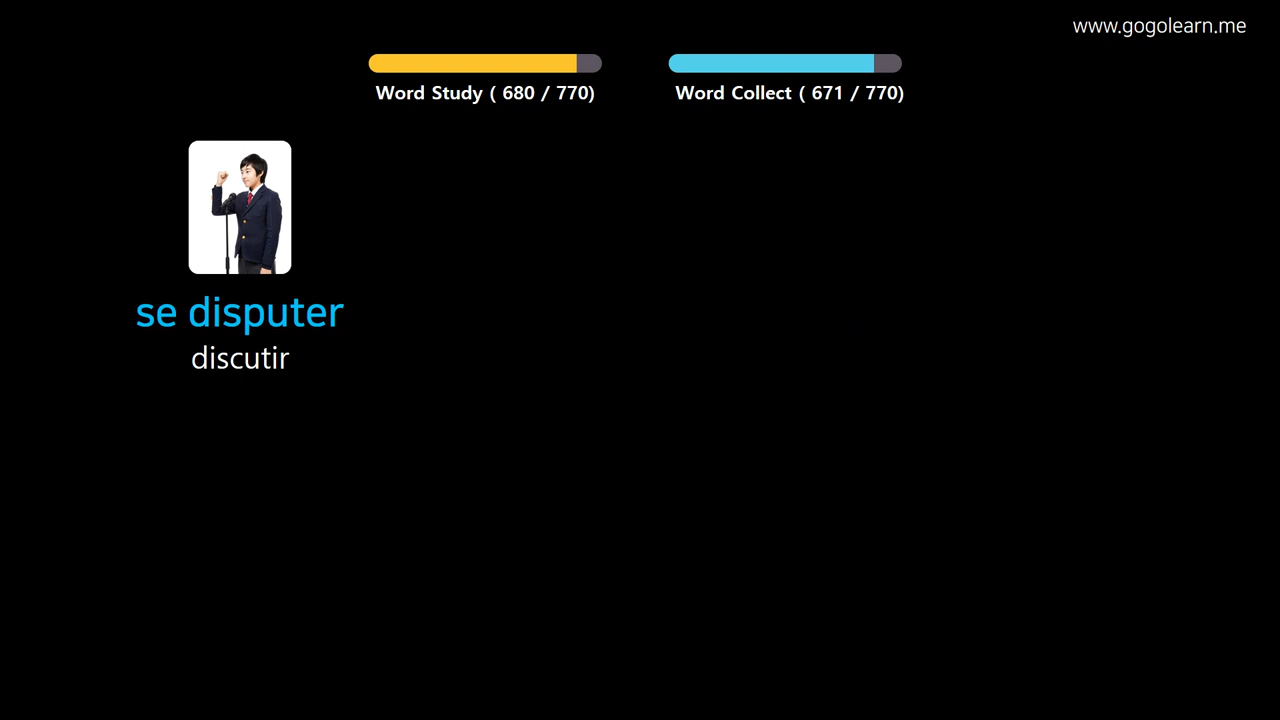 www.gogolearn.me
Word Study ( 680 / 770)
Word Collect ( 671 / 770)
se disputer
discutir